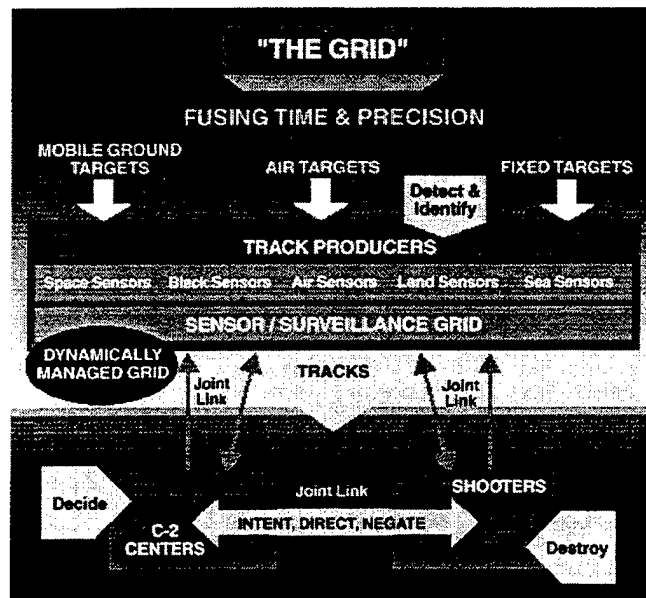 "THE GRID"
FUSING TIME & PRECISION
MOBILE GROUND
TARGETS
AIR TARGETS
Detect &
Identify
FIXED TARGETS
TRACK PRODUCERS
Space Sensors Black Sensors Air Sensors Land Sensors Sea Sensors
SENSOR / SURVEILLANCE GRID
DYNAMICALLY
MANAGED GRID
Joint
Link
TRACKS
Joint
Link
Decide
Joint Link
SHOOTERS
INTENT, DIRECT, NEGATE
C-2
CENTERS
Destroy